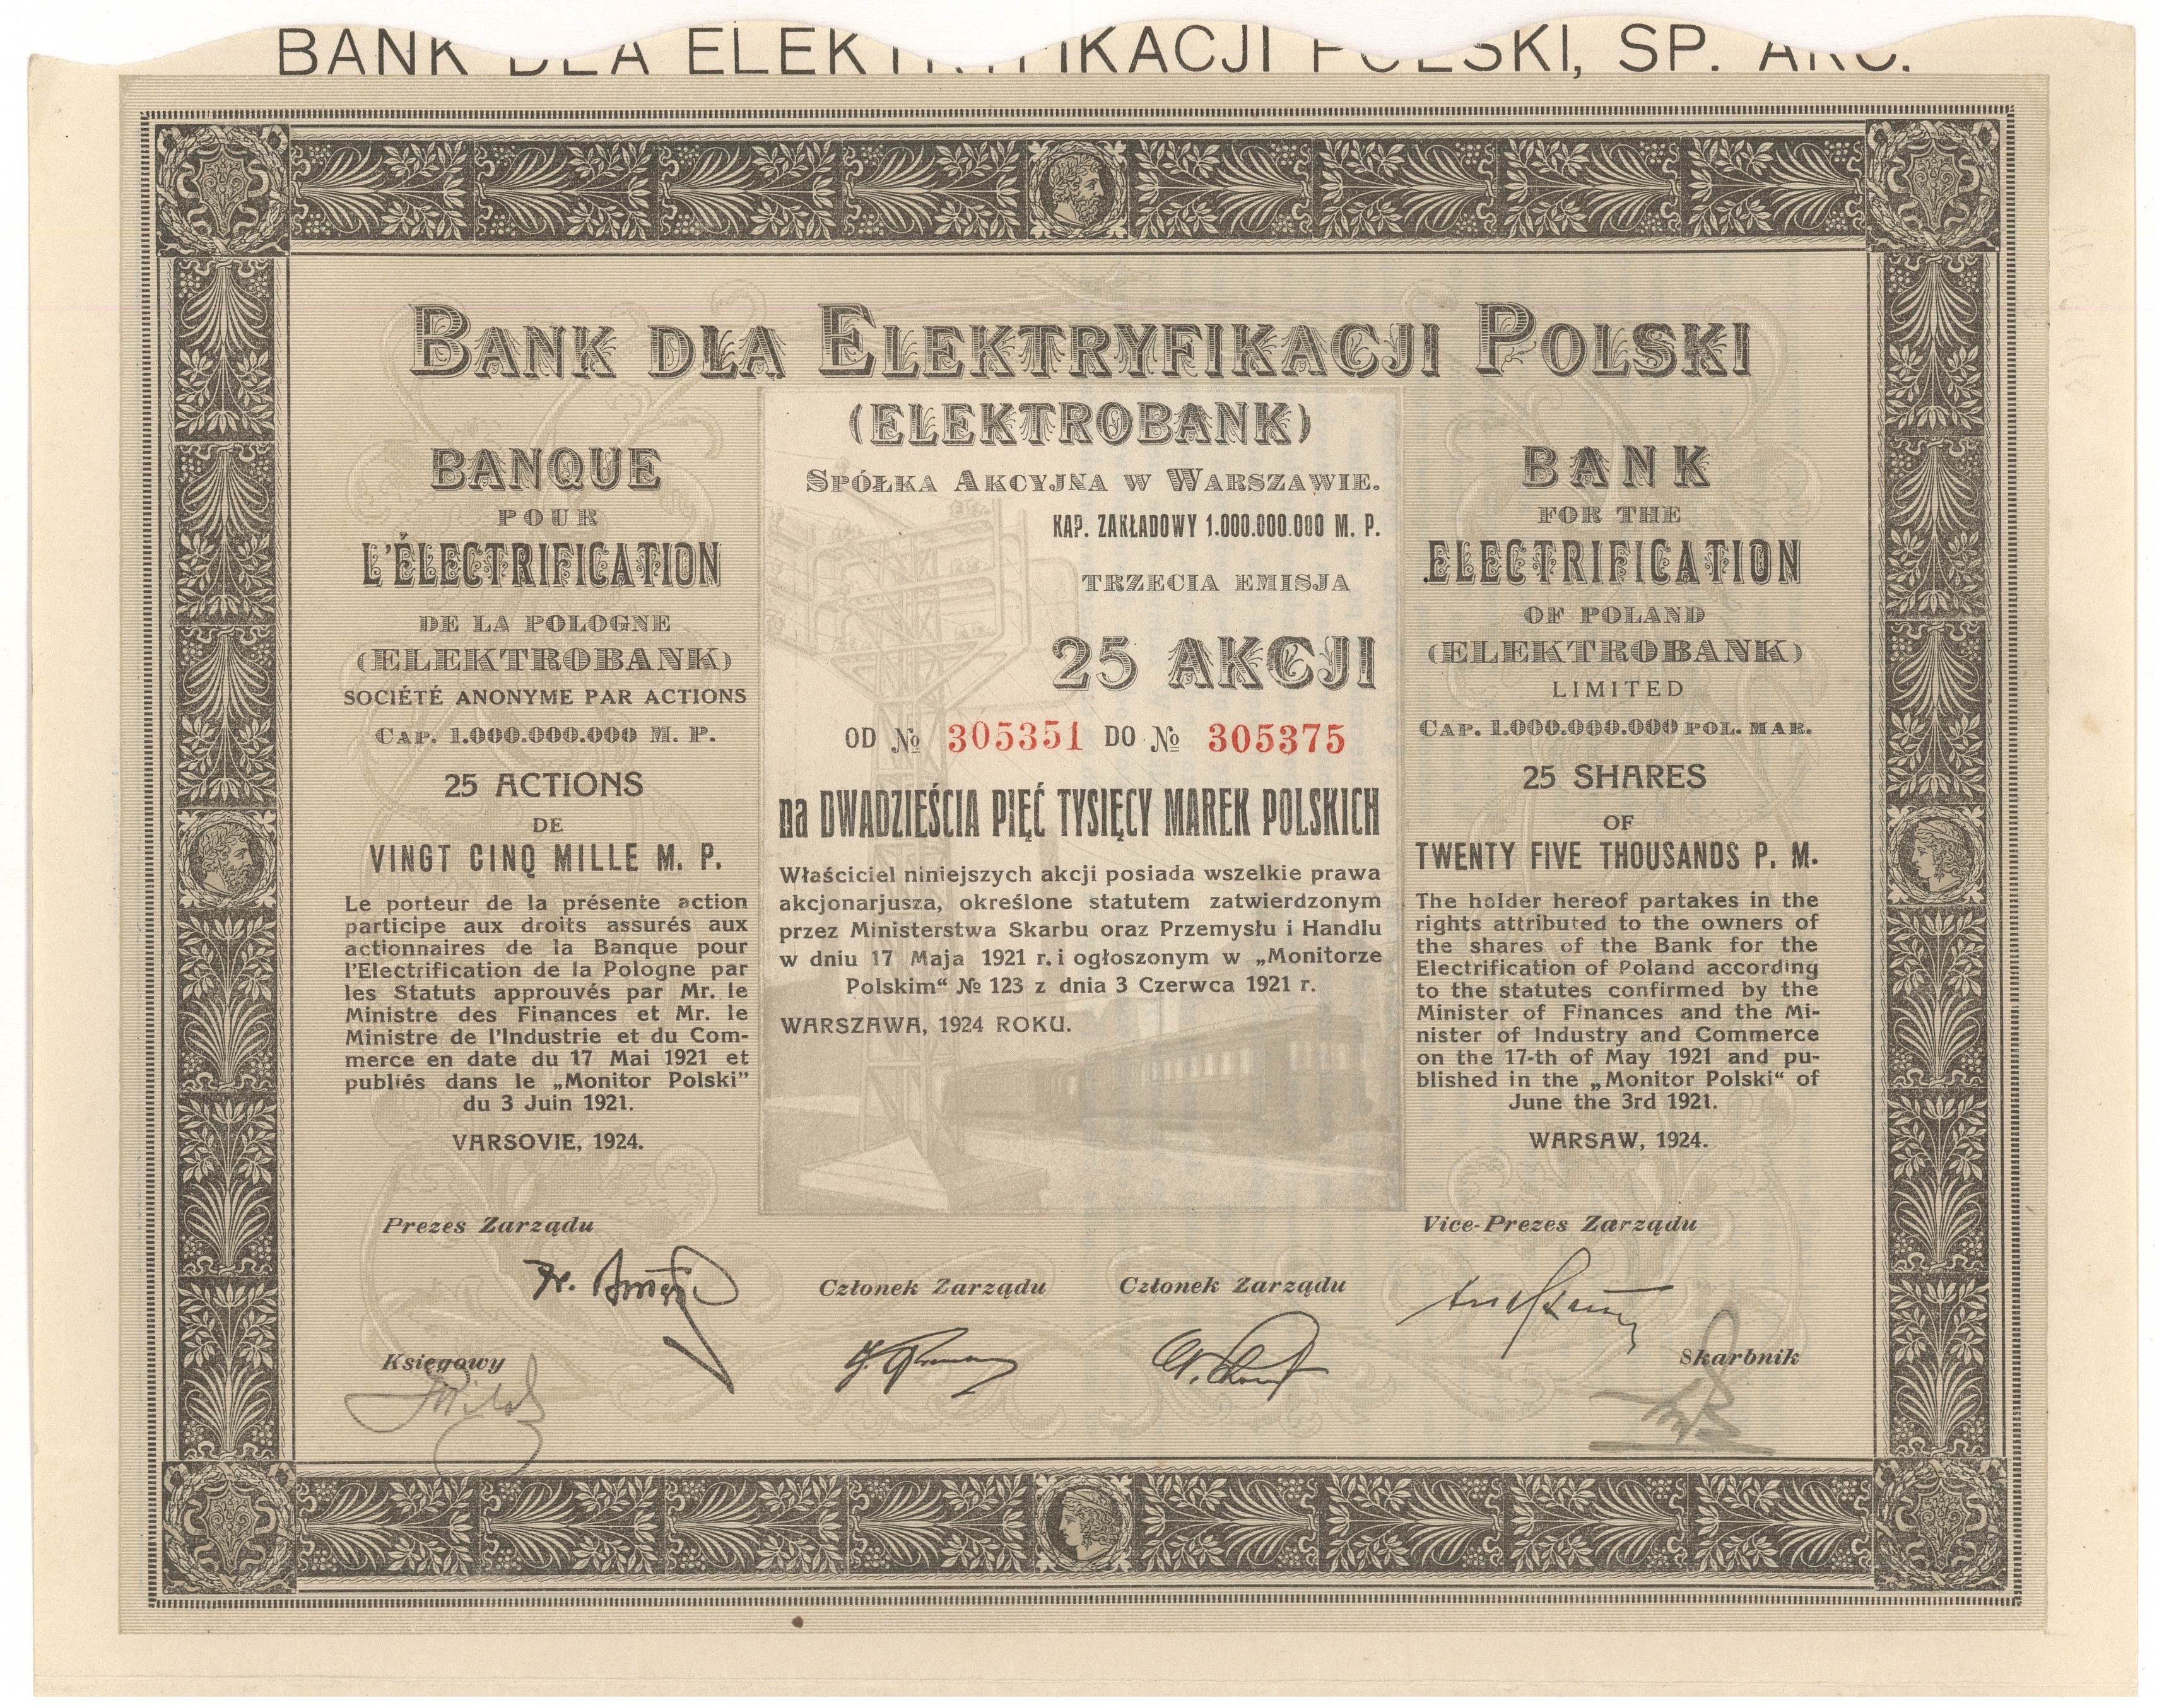 BANK DLA ELEKTRYFIKACJI POLSKI, SP. AKC.
BANK DLA ELEKTRYFIKACJI POLSKI
(ELEKTROBANK)
SPÓŁKA AKCYJNA W WARSZAWIE.
KAP. ZAKŁADOWY 1.000.000.000 M. P.
TRZECIA EMISJA
25 AKCJI
OD № 305351 DO № 305375
na DWADZIEŚCIA PIĘĆ TYSIĘCY MAREK POLSKICH
Właściciel niniejszych akcji posiada wszelkie prawa
akcjonarjusza, określone statutem zatwierdzonym
przez Ministerstwa Skarbu oraz Przemysłu i Handlu
w dniu 17 Maja 1921 r. i ogłoszonym w „Monitorze
Polskim“ № 123 z dnia 3 Czerwca 1921 r.
WARSZAWA, 1924 ROKU.
BANQUE
POUR
L'ÉLECTRIFICATION
DE LA POLOGNE
(ELEKTROBANK)
SOCIÉTÉ ANONYME PAR ACTIONS
CAP. 1.000.000.000 M. P.
25 ACTIONS
DE
VINGT CINQ MILLE M. P.
Le porteur de la présente action
participe aux droits assurés aux
actionnaires de la Banque pour
l'Electrification de la Pologne par
les Statuts approuvés par Mr. le
Ministre des Finances et Mr. le
Ministre de l'Industrie et du Com-
merce en date du 17 Mai 1921 et
publiés dans le „Monitor Polski”
du 3 Juin 1921.
VARSOVIE, 1924.
BANK
FOR THE
ELECTRIFICATION
OF POLAND
(ELEKTROBANK)
LIMITED
CAP. 1.000.000.000 POL. MAR.
25 SHARES
OF
TWENTY FIVE THOUSANDS P. M.
The holder hereof partakes in the
rights attributed to the owners of
the shares of the Bank for the
Electrification of Poland according
to the statutes confirmed by the
Minister of Finances and the Mi-
nister of Industry and Commerce
on the 17-th of May 1921 and pu-
blished in the „Monitor Polski“ of
June the 3rd 1921.
WARSAW, 1924.
Prezes Zarządu
Vice-Prezes Zarządu
Członek Zarządu
Członek Zarządu
Księgowy
Skarbnik